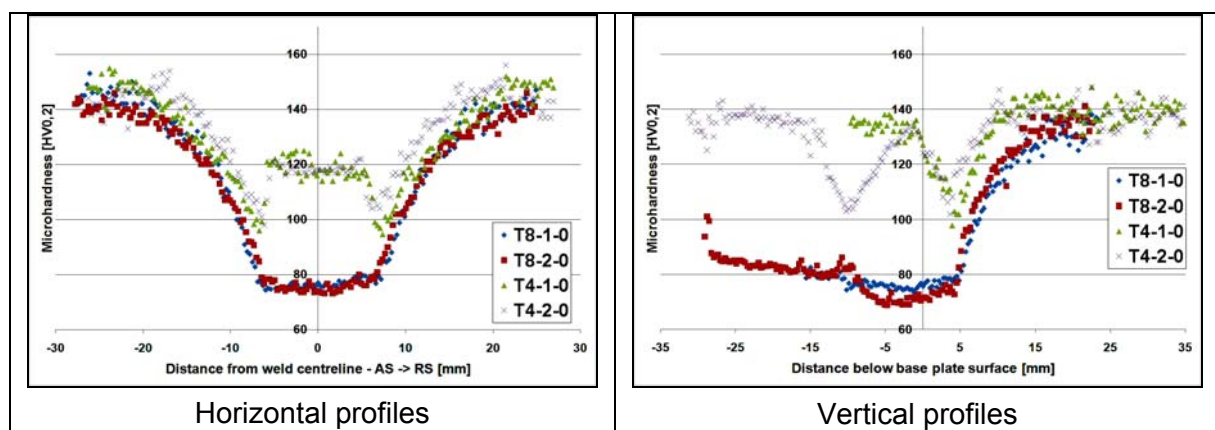 160
140
120
100
80
60
Microhardness [HV0,2]
-30 -20 -10 0 10 20 30
Distance from weld centreline - AS -> RS [mm]
T8-1-0
T8-2-0
T4-1-0
T4-2-0
Horizontal profiles
160
140
120
100
80
60
Microhardness [HV0,2]
-35 -25 -15 -5 5 15 25 35
Distance below base plate surface [mm]
T8-1-0
T8-2-0
T4-1-0
T4-2-0
Vertical profiles